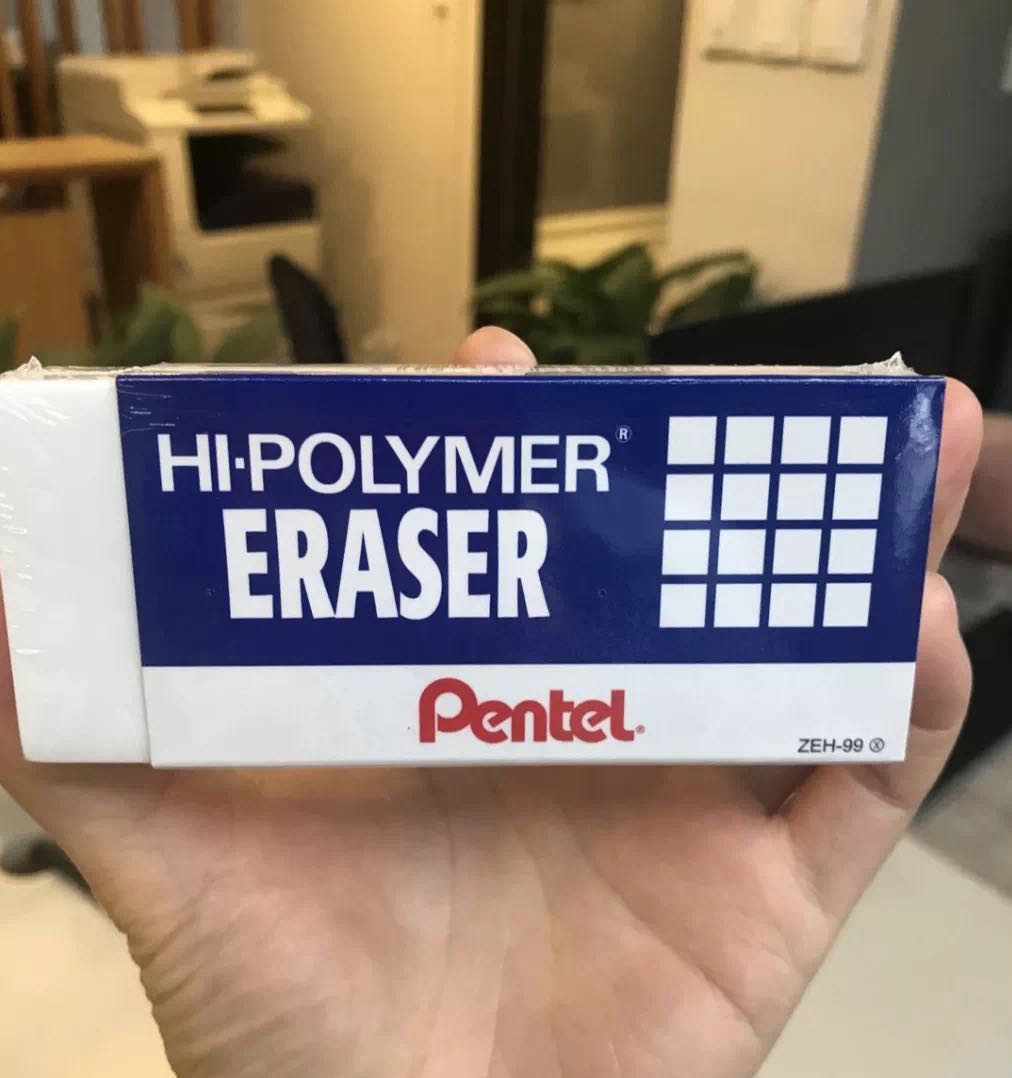 HI-POLYMER®
ERASER
Pentel®
ZEH-99 ⓧ